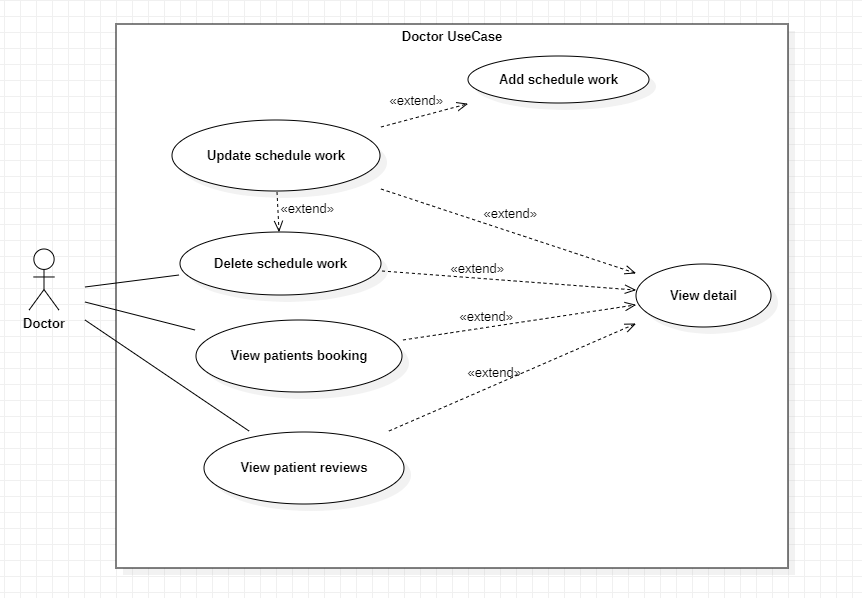 Doctor UseCase
Add schedule work
«extend»
Update schedule work
«extend»
«extend»
Delete schedule work
«extend»
View detail
Doctor
«extend»
View patients booking
«extend»
View patient reviews